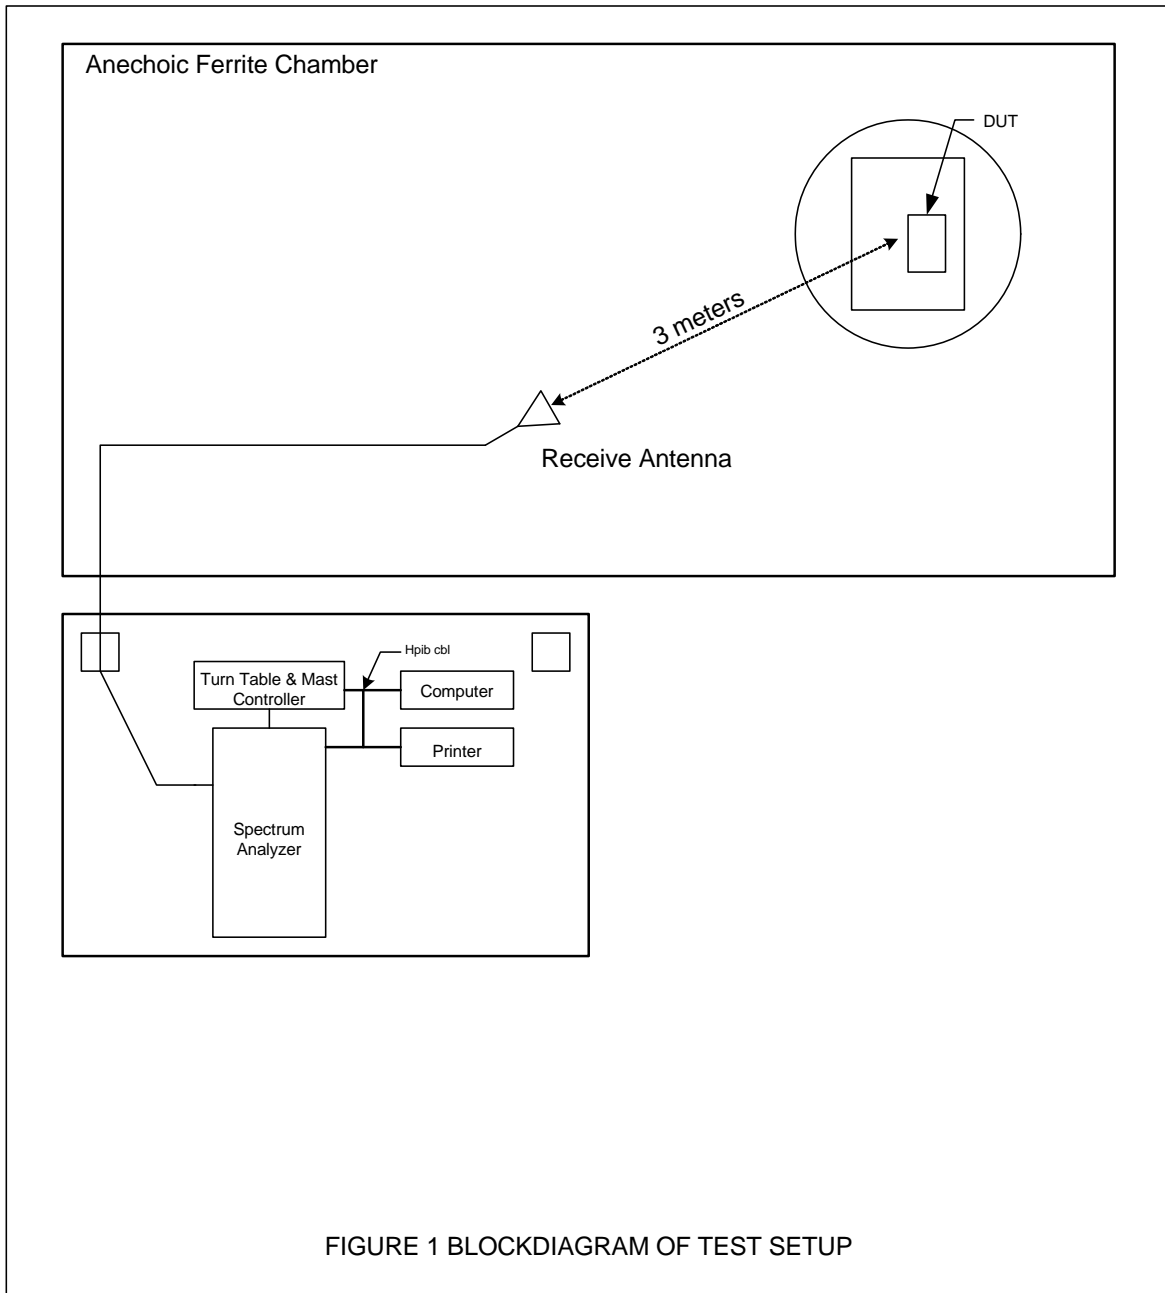 Anechoic Ferrite Chamber
DUT
3 meters
Receive Antenna
Hpib cbl
Turn Table & Mast
Controller
Computer
Printer
Spectrum
Analyzer
FIGURE 1 BLOCKDIAGRAM OF TEST SETUP